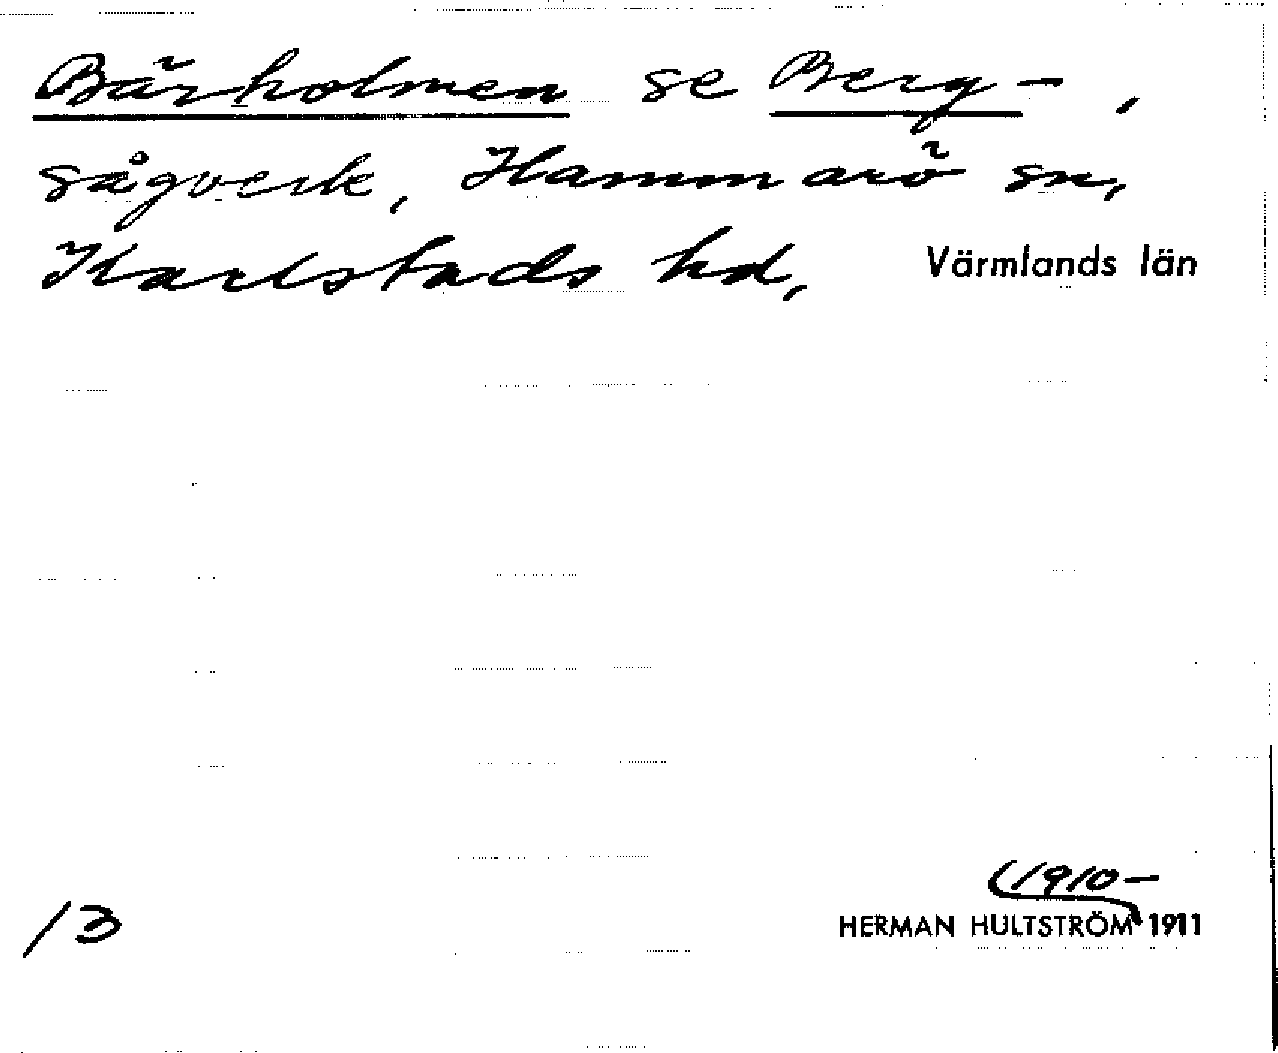 Bärholmen se Berg-,
sågverk, Hammarö sn,
Karlstads hd, Värmlands län
(1910-
13 HERMAN HULTSTRÖM 1911